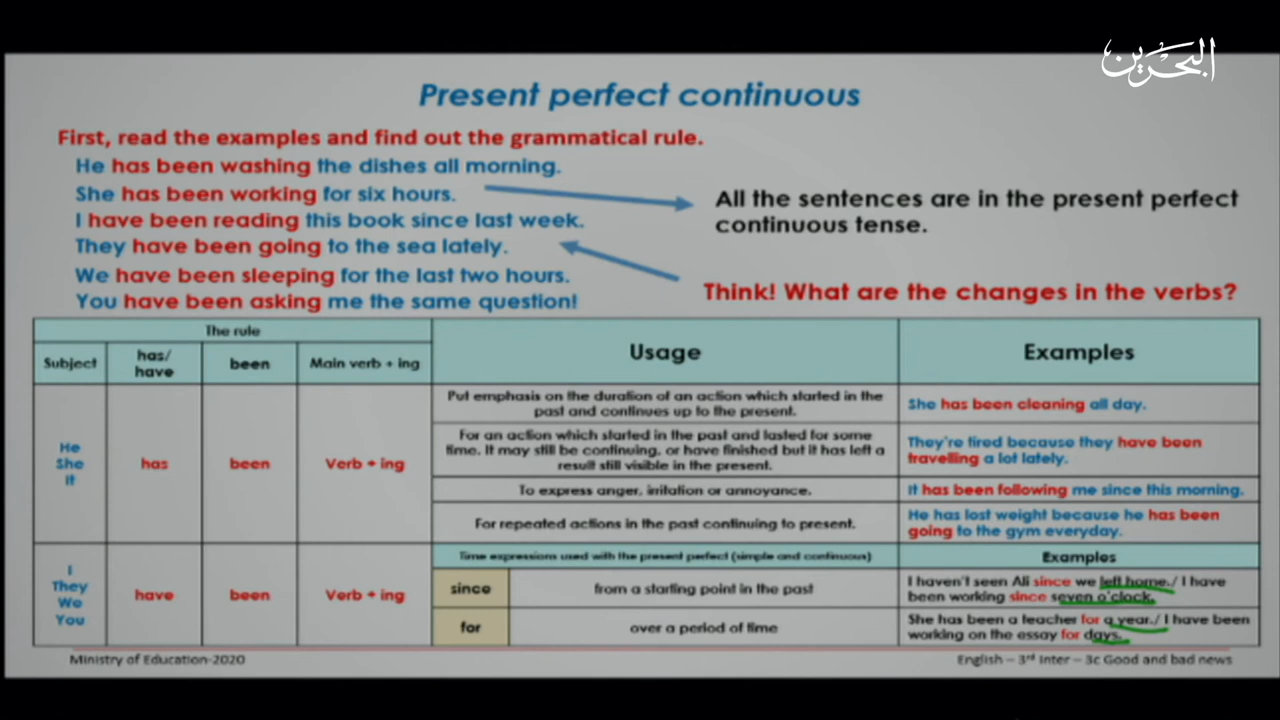 البحرين
Present perfect continuous
First, read the examples and find out the grammatical rule.
He has been washing the dishes all morning.
She has been working for six hours.
I have been reading this book since last week.
They have been going to the sea lately.
We have been sleeping for the last two hours.
You have been asking me the same question!
All the sentences are in the present perfect
continuous tense.
Think! What are the changes in the verbs?
The rule
Subject
has/
have
been
Main verb + ing
Usage
Examples
He
She
It
has
been
Verb + ing
Put emphasis on the duration of an action which started in the
past and continues up to the present.
She has been cleaning all day.
For an action which started in the past and lasted for some
time. It may still be continuing, or have finished but it has left a
result still visible in the present.
They're tired because they have been
travelling a lot lately.
To express anger, irritation or annoyance.
It has been following me since this morning.
For repeated actions in the past continuing to present.
He has lost weight because he has been
going to the gym everyday.
I
They
We
You
have
been
Verb + ing
Time expressions used with the present perfect (simple and continuous)
Examples
since
from a starting point in the past
I haven't seen Ali since we left home./ I have
been working since seven o'clock.
for
over a period of time
She has been a teacher for a year./ I have been
working on the essay for days.
Ministry of Education-2020
English – 3rd Inter – 3c Good and bad news